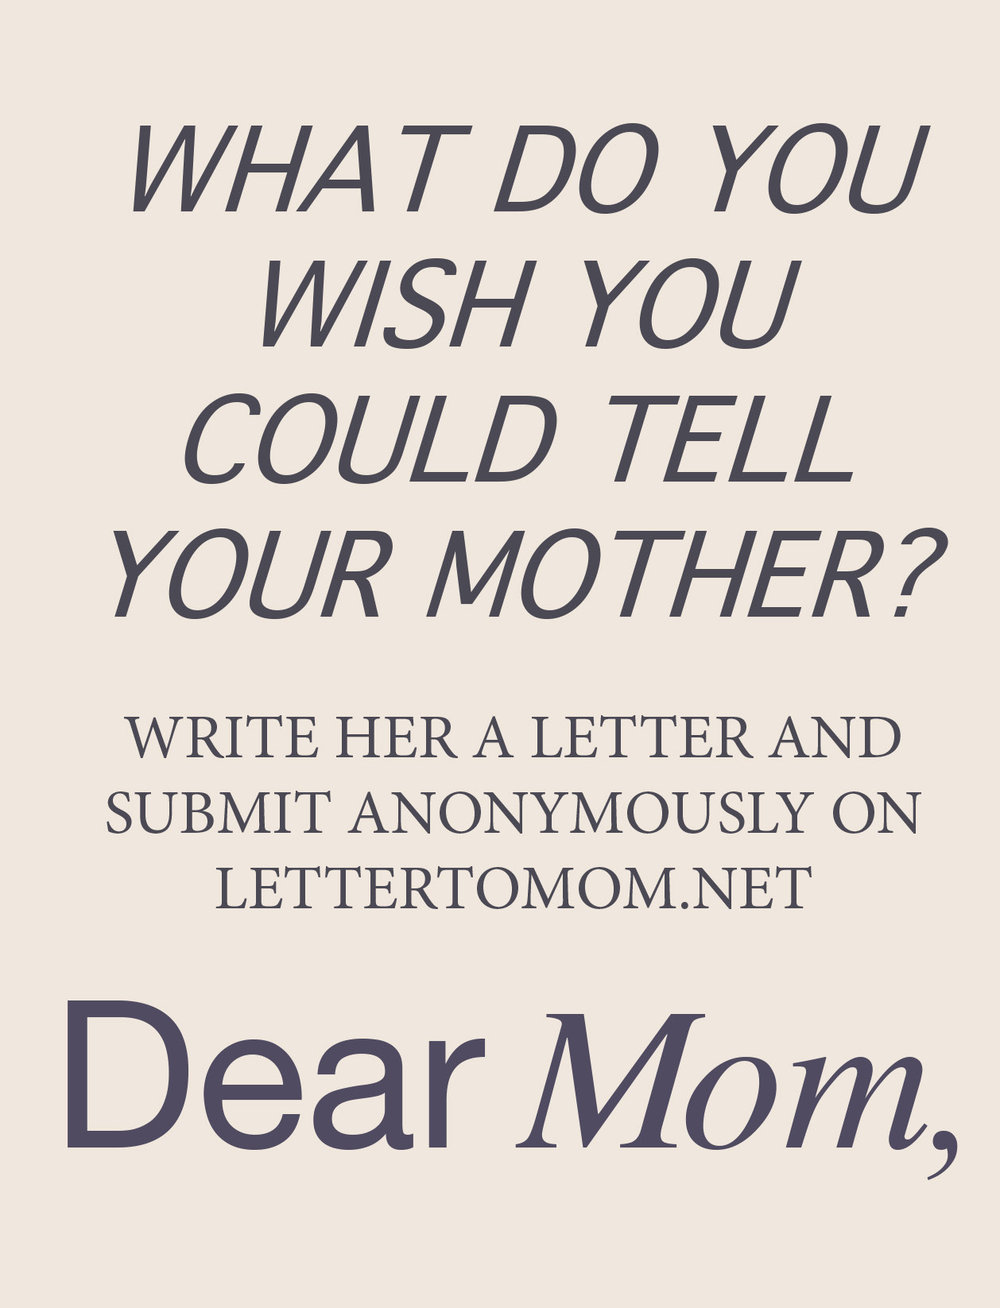 WHAT DO YOU
WISH YOU
COULD TELL
YOUR MOTHER?
WRITE HER A LETTER AND
SUBMIT ANONYMOUSLY ON
LETTERTOMOM.NET
Dear Mom,